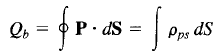 Q_b = ∮ P · dS = ∫ ρ_ps dS